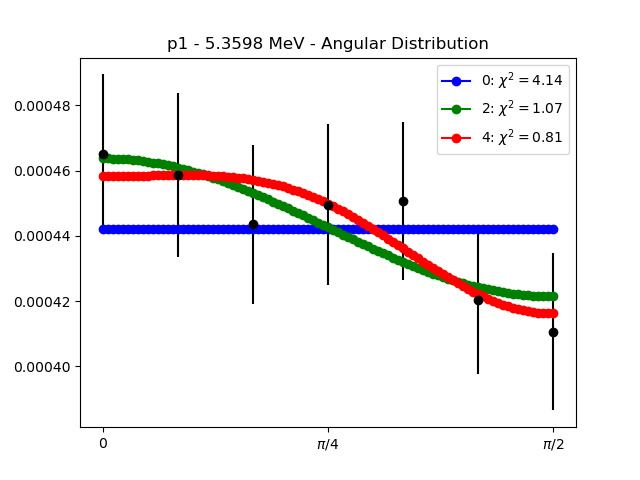 p1 - 5.3598 MeV - Angular Distribution
0: χ² = 4.14
2: χ² = 1.07
4: χ² = 0.81
0.00048
0.00046
0.00044
0.00042
0.00040
0
π/4
π/2